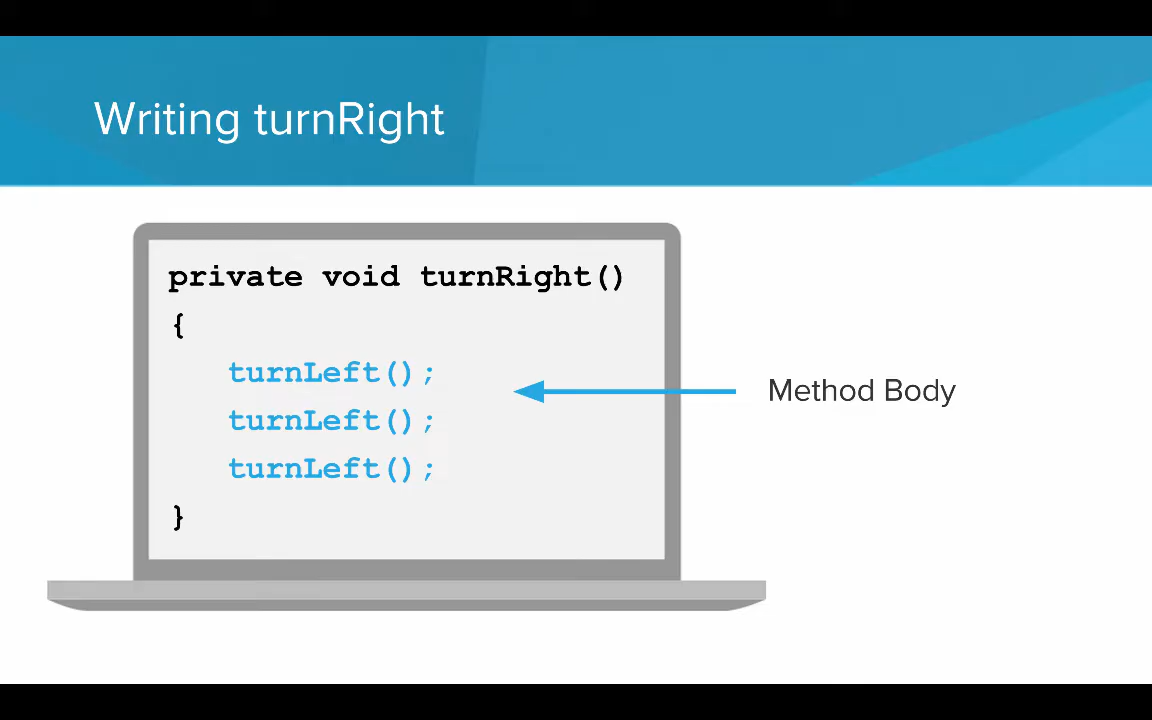 Writing turnRight
private void turnRight()
{
turnLeft();
turnLeft();
turnLeft();
}
Method Body